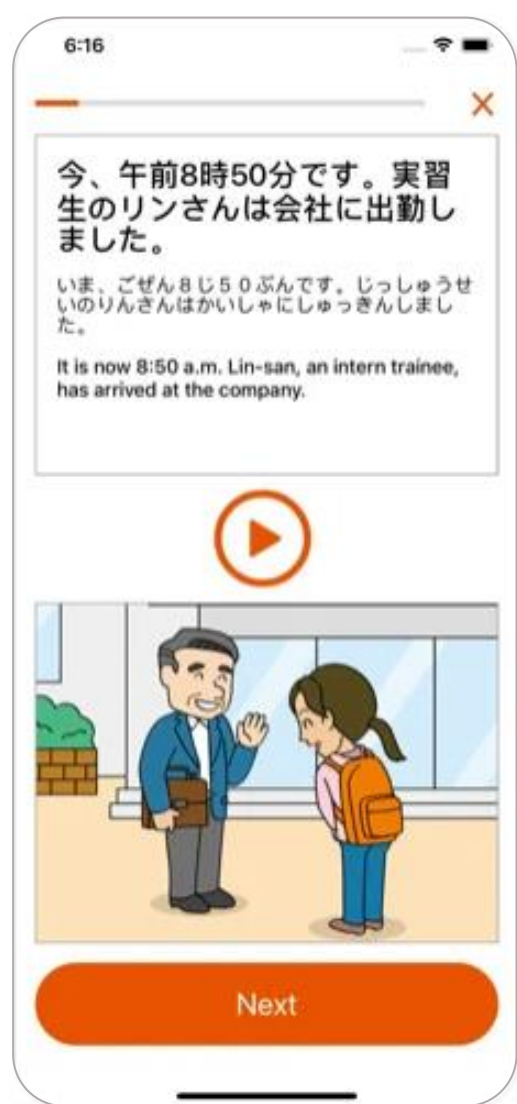 6:16
今、午前8時50分です。実習
生のリンさんは会社に出勤し
ました。
いま、ごぜん８じ５０ぷんです。じっしゅうせ
いのりんさんはかいしゃにしゅっきんしまし
た。
It is now 8:50 a.m. Lin-san, an intern trainee,
has arrived at the company.
Next